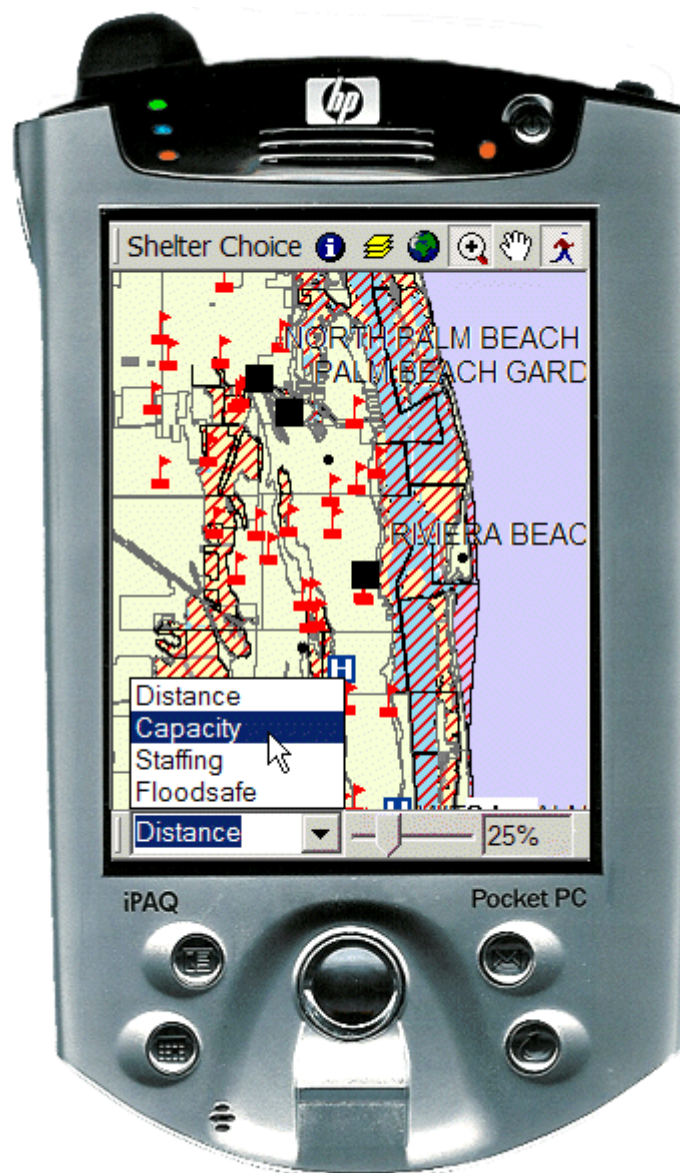 hp
Shelter Choice
NORTH PALM BEACH
PALM BEACH GARD
RIVIERA BEAC
H
Distance
Capacity
Staffing
Floodsafe
H
Distance
25%
iPAQ
Pocket PC